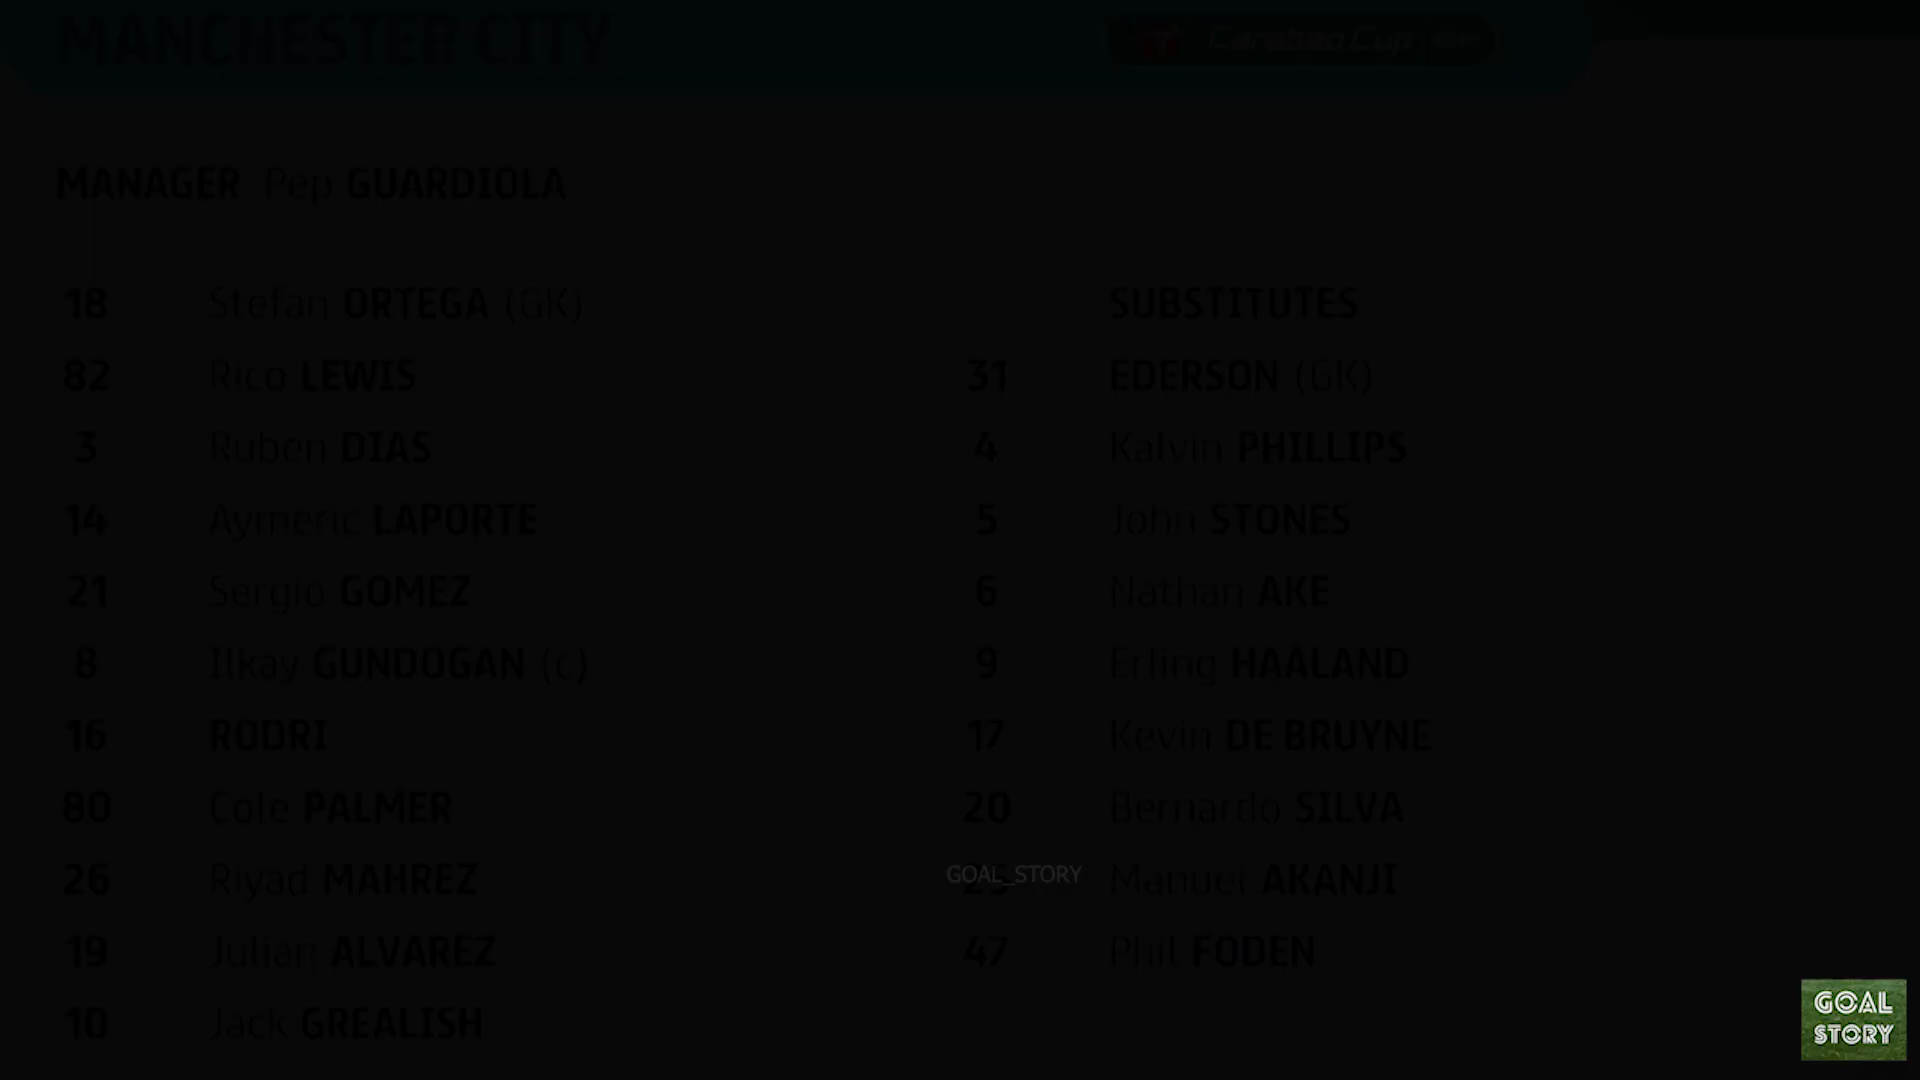 MANCHESTER CITY
Carabao Cup
MANAGER Pep GUARDIOLA
18 Stefan ORTEGA (GK)
82 Rico LEWIS
3 Ruben DIAS
14 Aymeric LAPORTE
21 Sergio GOMEZ
8 Ilkay GUNDOGAN (c)
16 RODRI
80 Cole PALMER
26 Riyad MAHREZ
19 Julian ALVAREZ
10 Jack GREALISH
SUBSTITUTES
31 EDERSON (GK)
4 Kalvin PHILLIPS
5 John STONES
6 Nathan AKE
9 Erling HAALAND
17 Kevin DE BRUYNE
20 Bernardo SILVA
25 Manuel AKANJI
47 Phil FODEN
GOAL_STORY
GOAL
STORY